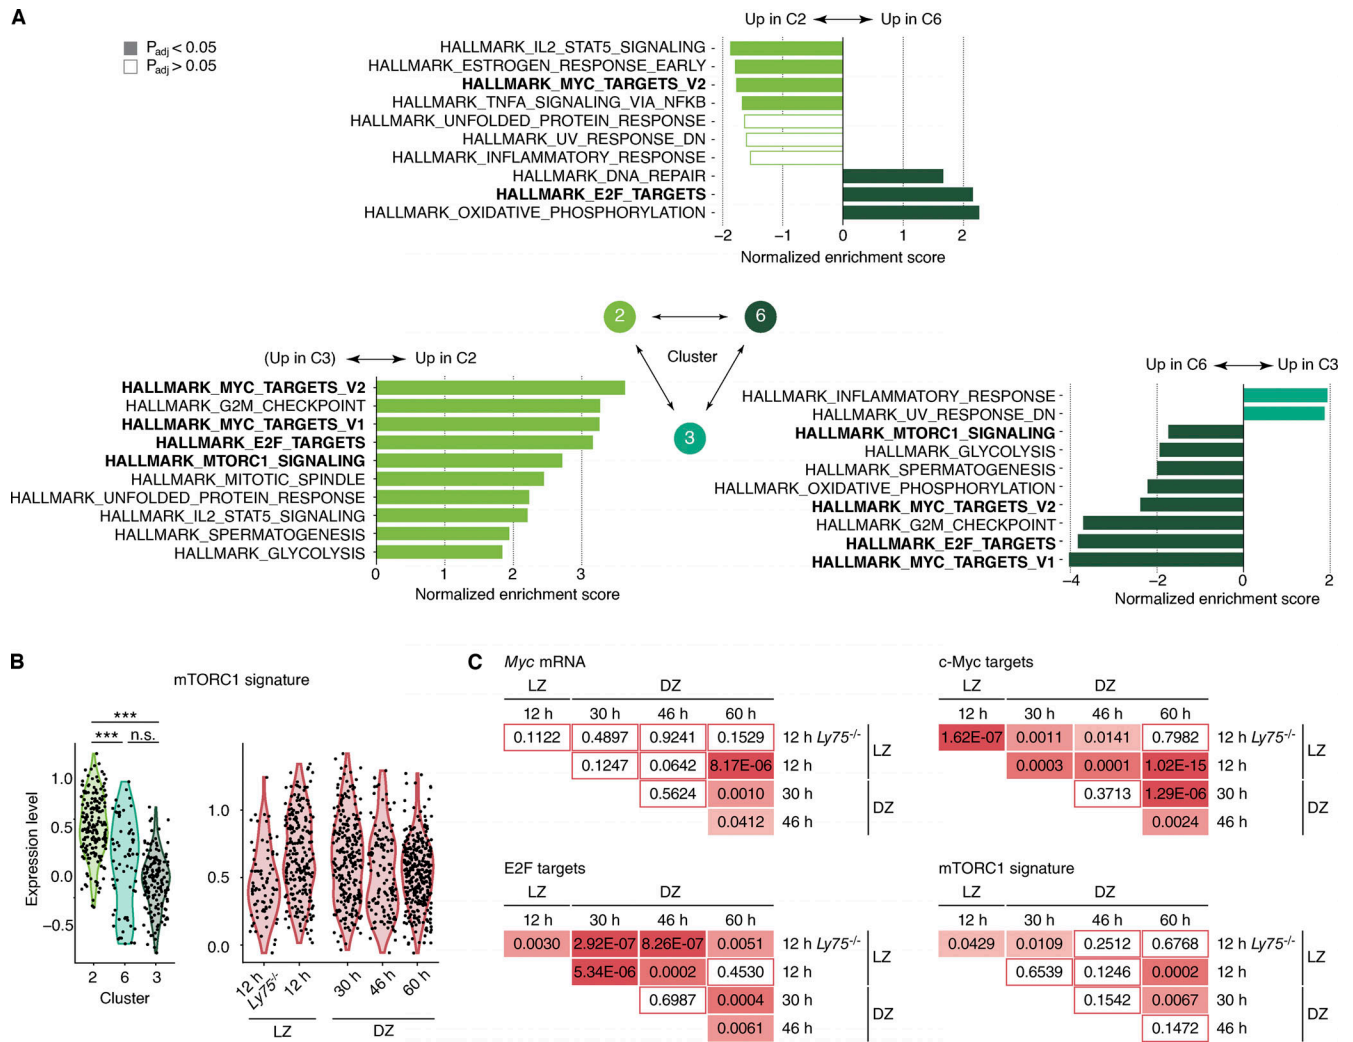 A
Up in C2 Up in C6
Padj < 0.05
Padj > 0.05
HALLMARK_IL2_STAT5_SIGNALING
HALLMARK_ESTROGEN_RESPONSE_EARLY
HALLMARK_MYC_TARGETS_V2
HALLMARK_TNFA_SIGNALING_VIA_NFKB
HALLMARK_UNFOLDED_PROTEIN_RESPONSE
HALLMARK_UV_RESPONSE_DN
HALLMARK_INFLAMMATORY_RESPONSE
HALLMARK_DNA_REPAIR
HALLMARK_E2F_TARGETS
HALLMARK_OXIDATIVE_PHOSPHORYLATION
−2 −1 0 1 2
Normalized enrichment score
2 6
Cluster
3
(Up in C3) Up in C2
HALLMARK_MYC_TARGETS_V2
HALLMARK_G2M_CHECKPOINT
HALLMARK_MYC_TARGETS_V1
HALLMARK_E2F_TARGETS
HALLMARK_MTORC1_SIGNALING
HALLMARK_MITOTIC_SPINDLE
HALLMARK_UNFOLDED_PROTEIN_RESPONSE
HALLMARK_IL2_STAT5_SIGNALING
HALLMARK_SPERMATOGENESIS
HALLMARK_GLYCOLYSIS
0 1 2 3
Normalized enrichment score
Up in C6 Up in C3
HALLMARK_INFLAMMATORY_RESPONSE
HALLMARK_UV_RESPONSE_DN
HALLMARK_MTORC1_SIGNALING
HALLMARK_GLYCOLYSIS
HALLMARK_SPERMATOGENESIS
HALLMARK_OXIDATIVE_PHOSPHORYLATION
HALLMARK_MYC_TARGETS_V2
HALLMARK_G2M_CHECKPOINT
HALLMARK_E2F_TARGETS
HALLMARK_MYC_TARGETS_V1
−4 −2 0 2
Normalized enrichment score
B
mTORC1 signature
***
*** n.s.
Expression level
1.0
0.5
0.0
−0.5
2 6 3
Cluster
1.0
0.5
0.0
12 h Ly75-/- 12 h 30 h 46 h 60 h
LZ DZ
C
Myc mRNA
LZ DZ
12 h 30 h 46 h 60 h
0.1122 0.4897 0.9241 0.1529 12 h Ly75-/-
0.1247 0.0642 8.17E-06 12 h
LZ
0.5624 0.0010 30 h
0.0412 46 h
DZ
c-Myc targets
LZ DZ
12 h 30 h 46 h 60 h
1.62E-07 0.0011 0.0141 0.7982 12 h Ly75-/-
0.0003 0.0001 1.02E-15 12 h
LZ
0.3713 1.29E-06 30 h
0.0024 46 h
DZ
E2F targets
LZ DZ
12 h 30 h 46 h 60 h
0.0030 2.92E-07 8.26E-07 0.0051 12 h Ly75-/-
5.34E-06 0.0002 0.4530 12 h
LZ
0.6987 0.0004 30 h
0.0061 46 h
DZ
mTORC1 signature
LZ DZ
12 h 30 h 46 h 60 h
0.0429 0.0109 0.2512 0.6768 12 h Ly75-/-
0.6539 0.1246 0.0002 12 h
LZ
0.1542 0.0067 30 h
0.1472 46 h
DZ